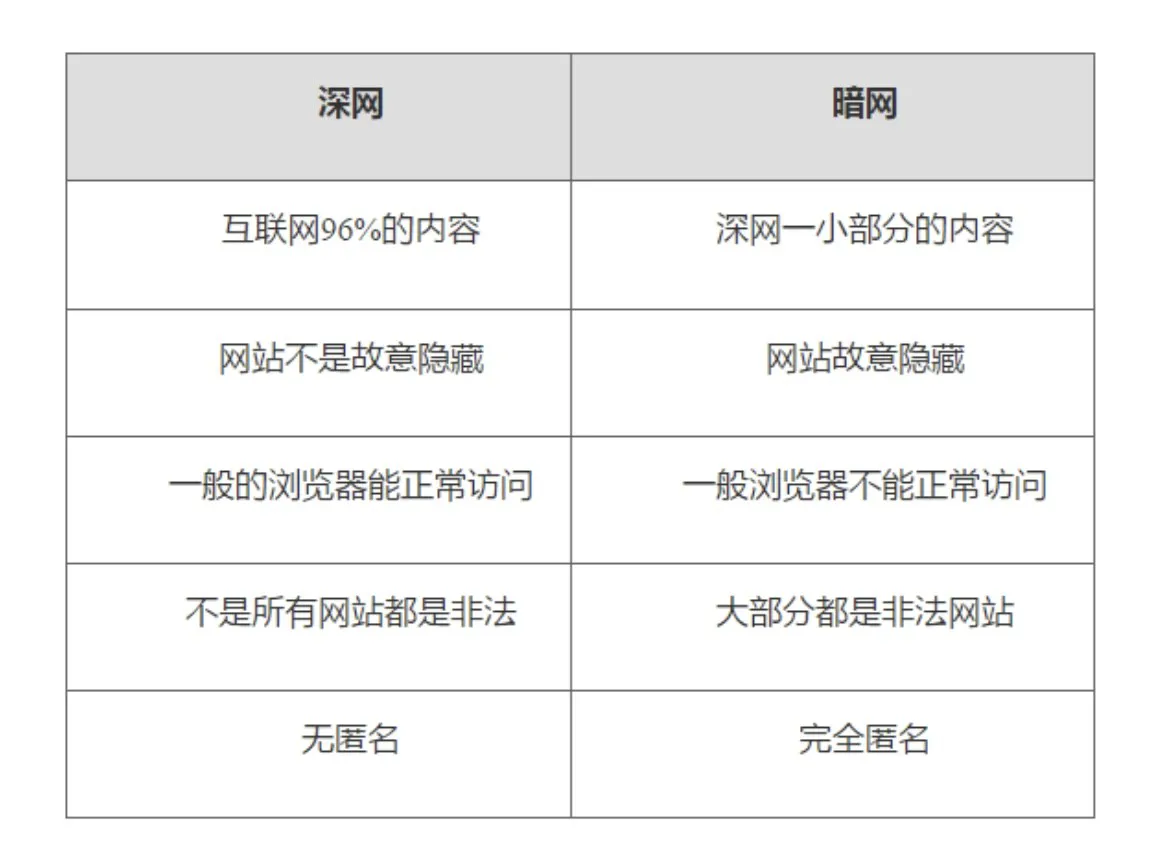 深网
暗网
互联网96%的内容
深网一小部分的内容
网站不是故意隐藏
网站故意隐藏
一般的浏览器能正常访问
一般浏览器不能正常访问
不是所有网站都是非法
大部分都是非法网站
无匿名
完全匿名